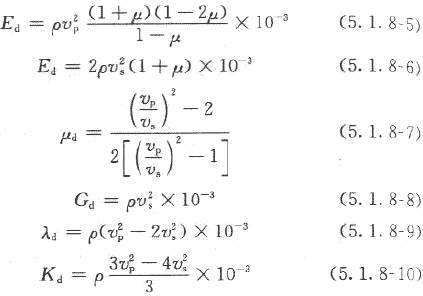 E_d = ρv_p² (1+μ)(1−2μ)/(1−μ) × 10⁻³ (5.1.8-5)
E_d = 2ρv_s²(1+μ) × 10⁻³ (5.1.8-6)
μ_d = ((v_p/v_s)² − 2)/(2[(v_p/v_s)² − 1]) (5.1.8-7)
G_d = ρv_s² × 10⁻³ (5.1.8-8)
λ_d = ρ(v_p² − 2v_s²) × 10⁻³ (5.1.8-9)
K_d = ρ (3v_p² − 4v_s²)/3 × 10⁻³ (5.1.8-10)